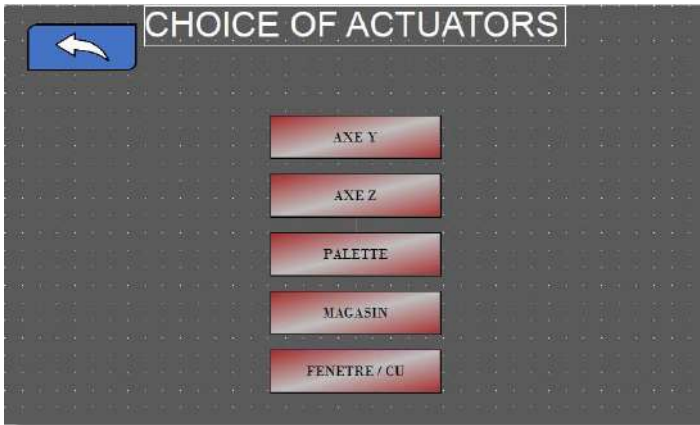 CHOICE OF ACTUATORS
AXE Y
AXE Z
PALETTE
MAGASIN
FENETRE / CU